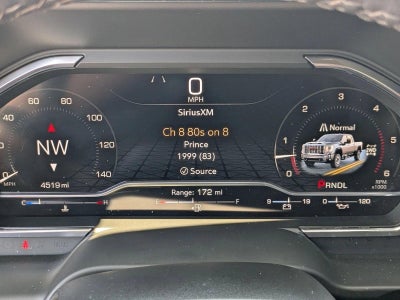 0
MPH
SiriusXM
Ch 8 80s on 8
Prince
1999 (83)
Source
60 80
40 100
20 120
NW
140
MPH
4519 mi
Normal
1 2 3 4 5 6
0
2WD
PRNDL
RPM
x1000
Range: 172 mi
C H
E F
9 19
0 120